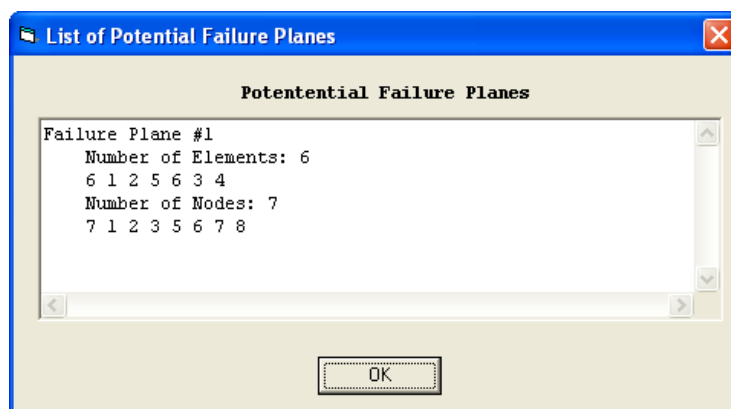 List of Potential Failure Planes
Potentential Failure Planes
Failure Plane #1
Number of Elements: 6
6 1 2 5 6 3 4
Number of Nodes: 7
7 1 2 3 5 6 7 8
OK